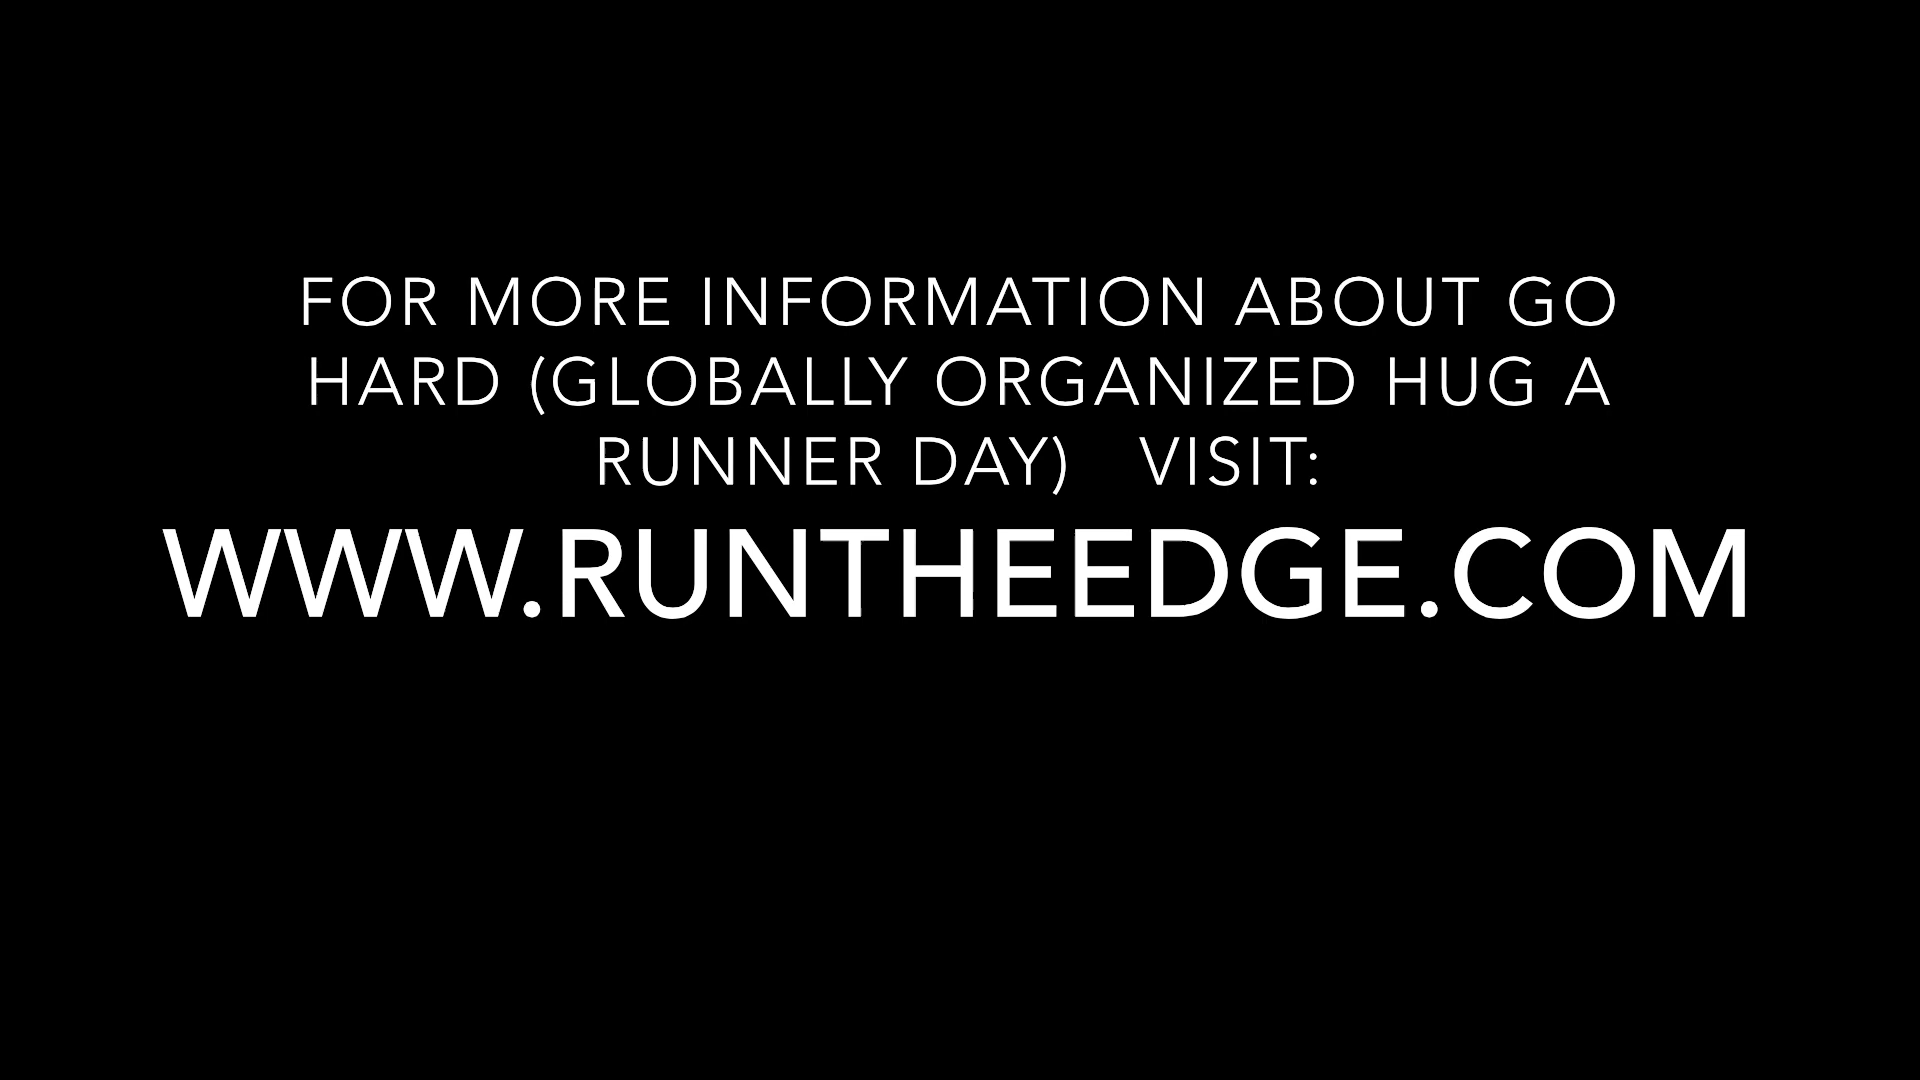 FOR MORE INFORMATION ABOUT GO
HARD (GLOBALLY ORGANIZED HUG A
RUNNER DAY) VISIT:
WWW.RUNTHEEDGE.COM